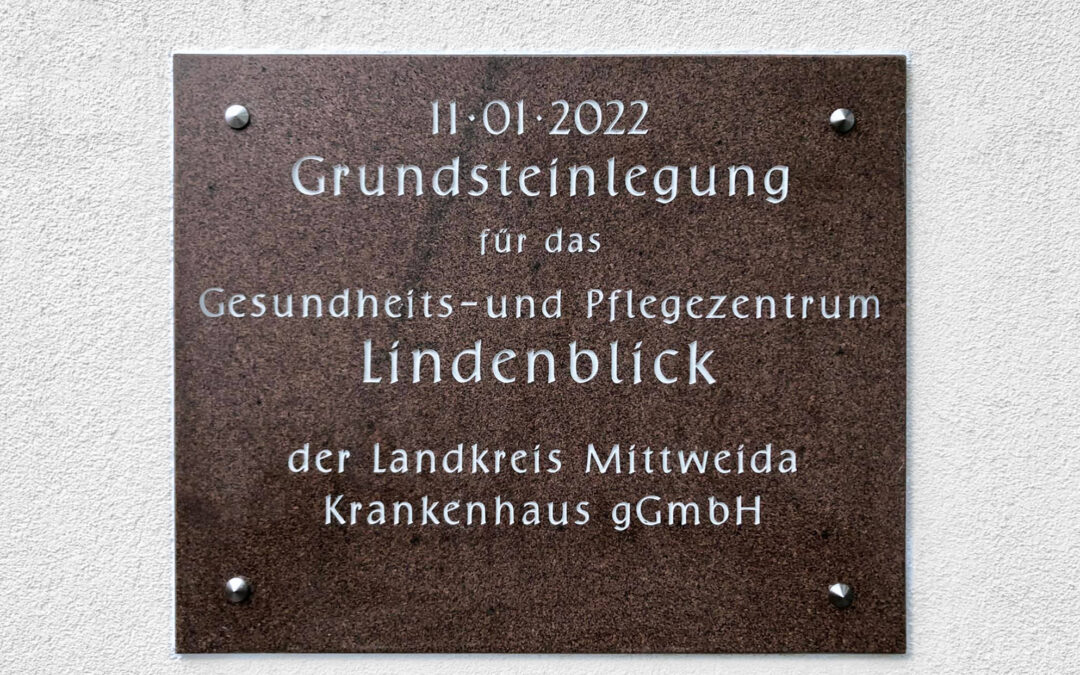 11·01·2022
Grundsteinlegung
für das
Gesundheits-und Pflegezentrum
Lindenblick
der Landkreis Mittweida
Krankenhaus gGmbH